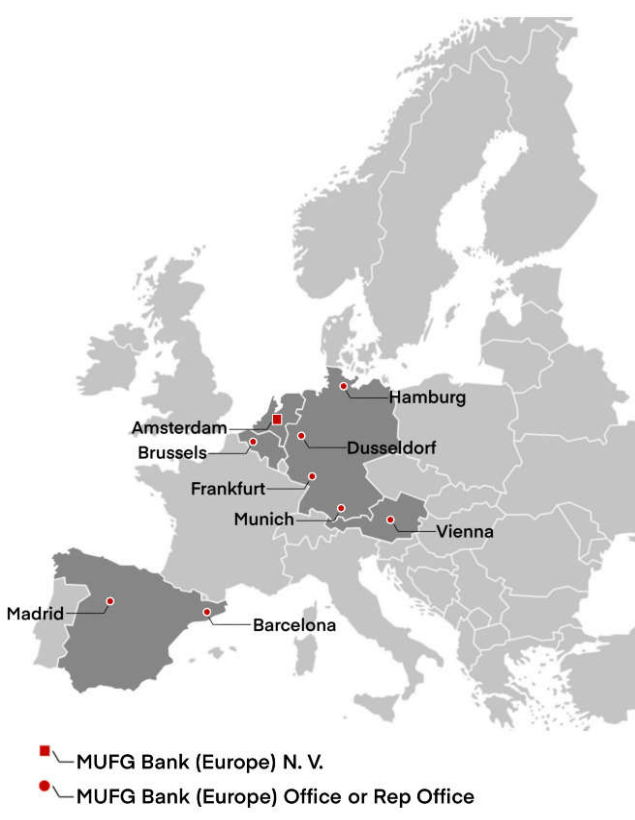 Hamburg
Amsterdam
Brussels
Dusseldorf
Frankfurt
Munich
Vienna
Madrid
Barcelona
MUFG Bank (Europe) N. V.
MUFG Bank (Europe) Office or Rep Office